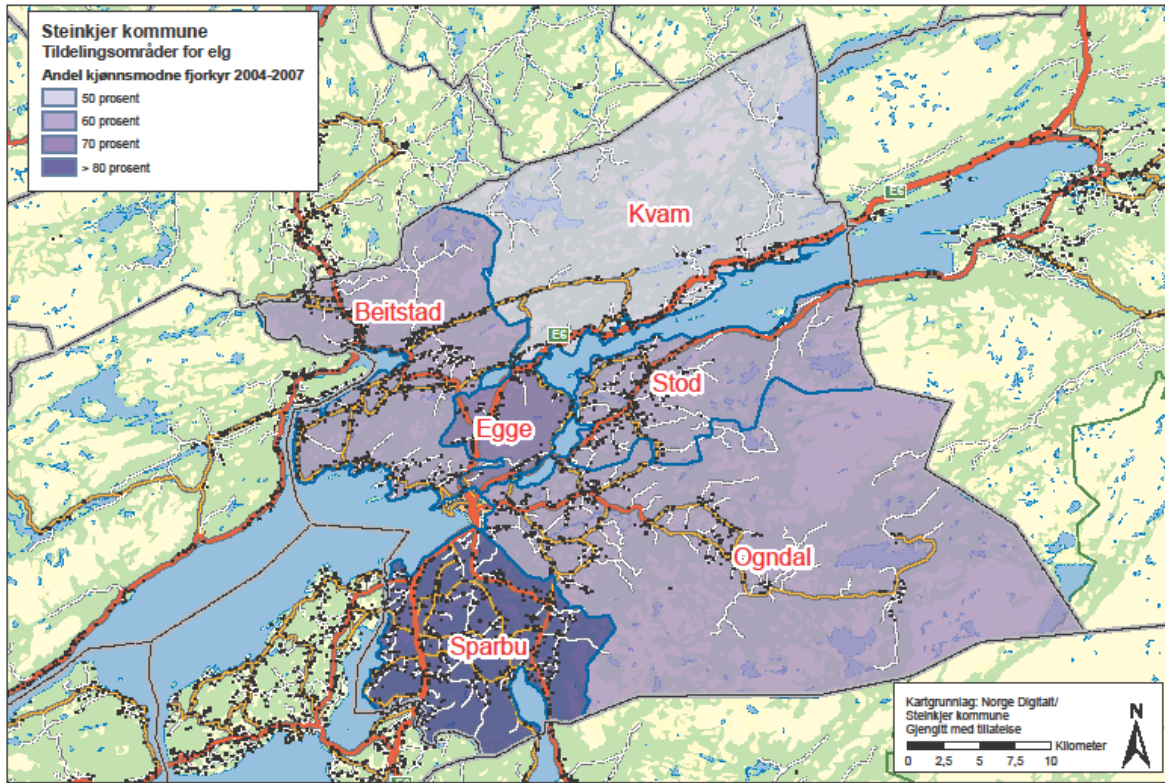 Steinkjer kommune
Tildelingsområder for elg
Andel kjønnsmodne fjorkyr 2004-2007
50 prosent
60 prosent
70 prosent
> 80 prosent
E6
Kvam
Beitstad
E6
Stod
Egge
Ogndal
Sparbu
Kartgrunnlag: Norge Digitalt/
Steinkjer kommune
Gjengitt med tillatelse
N
Kilometer
0 2,5 5 7,5 10